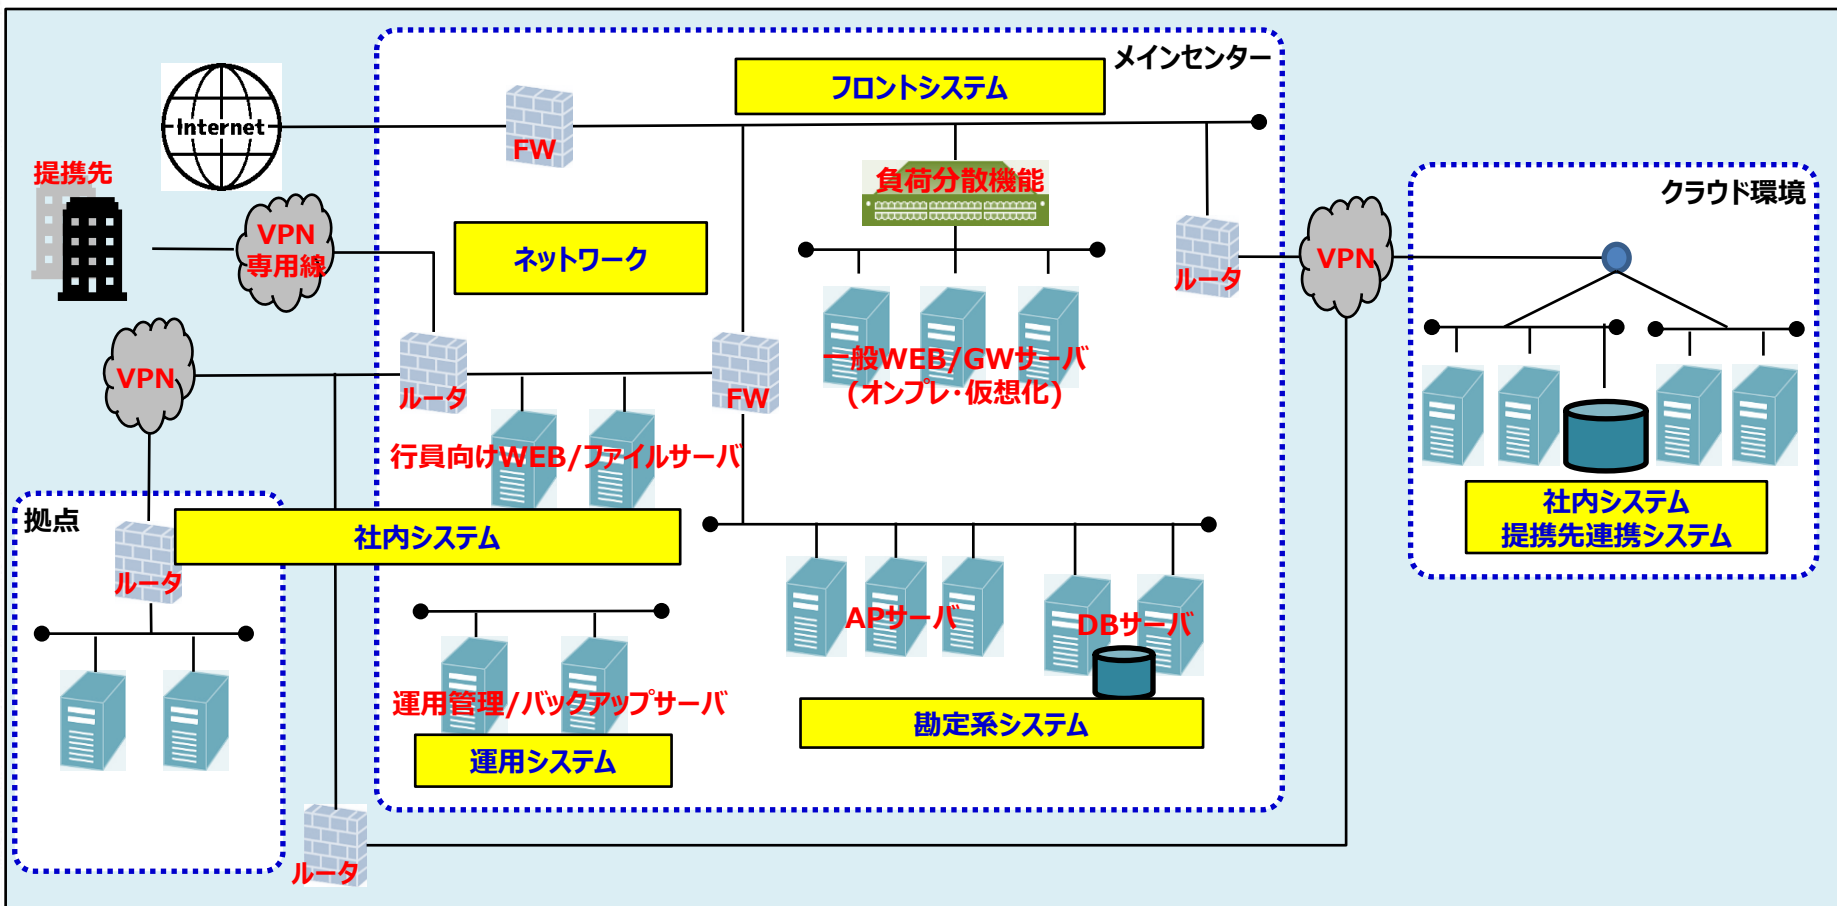 メインセンター
フロントシステム
Internet
FW
提携先
負荷分散機能
クラウド環境
VPN
専用線
ネットワーク
ルータ
VPN
VPN
ルータ
FW
一般WEB/GWサーバ
(オンプレ・仮想化)
行員向けWEB/ファイルサーバ
社内システム
提携先連携システム
拠点
社内システム
ルータ
APサーバ
DBサーバ
運用管理/バックアップサーバ
勘定系システム
運用システム
ルータ